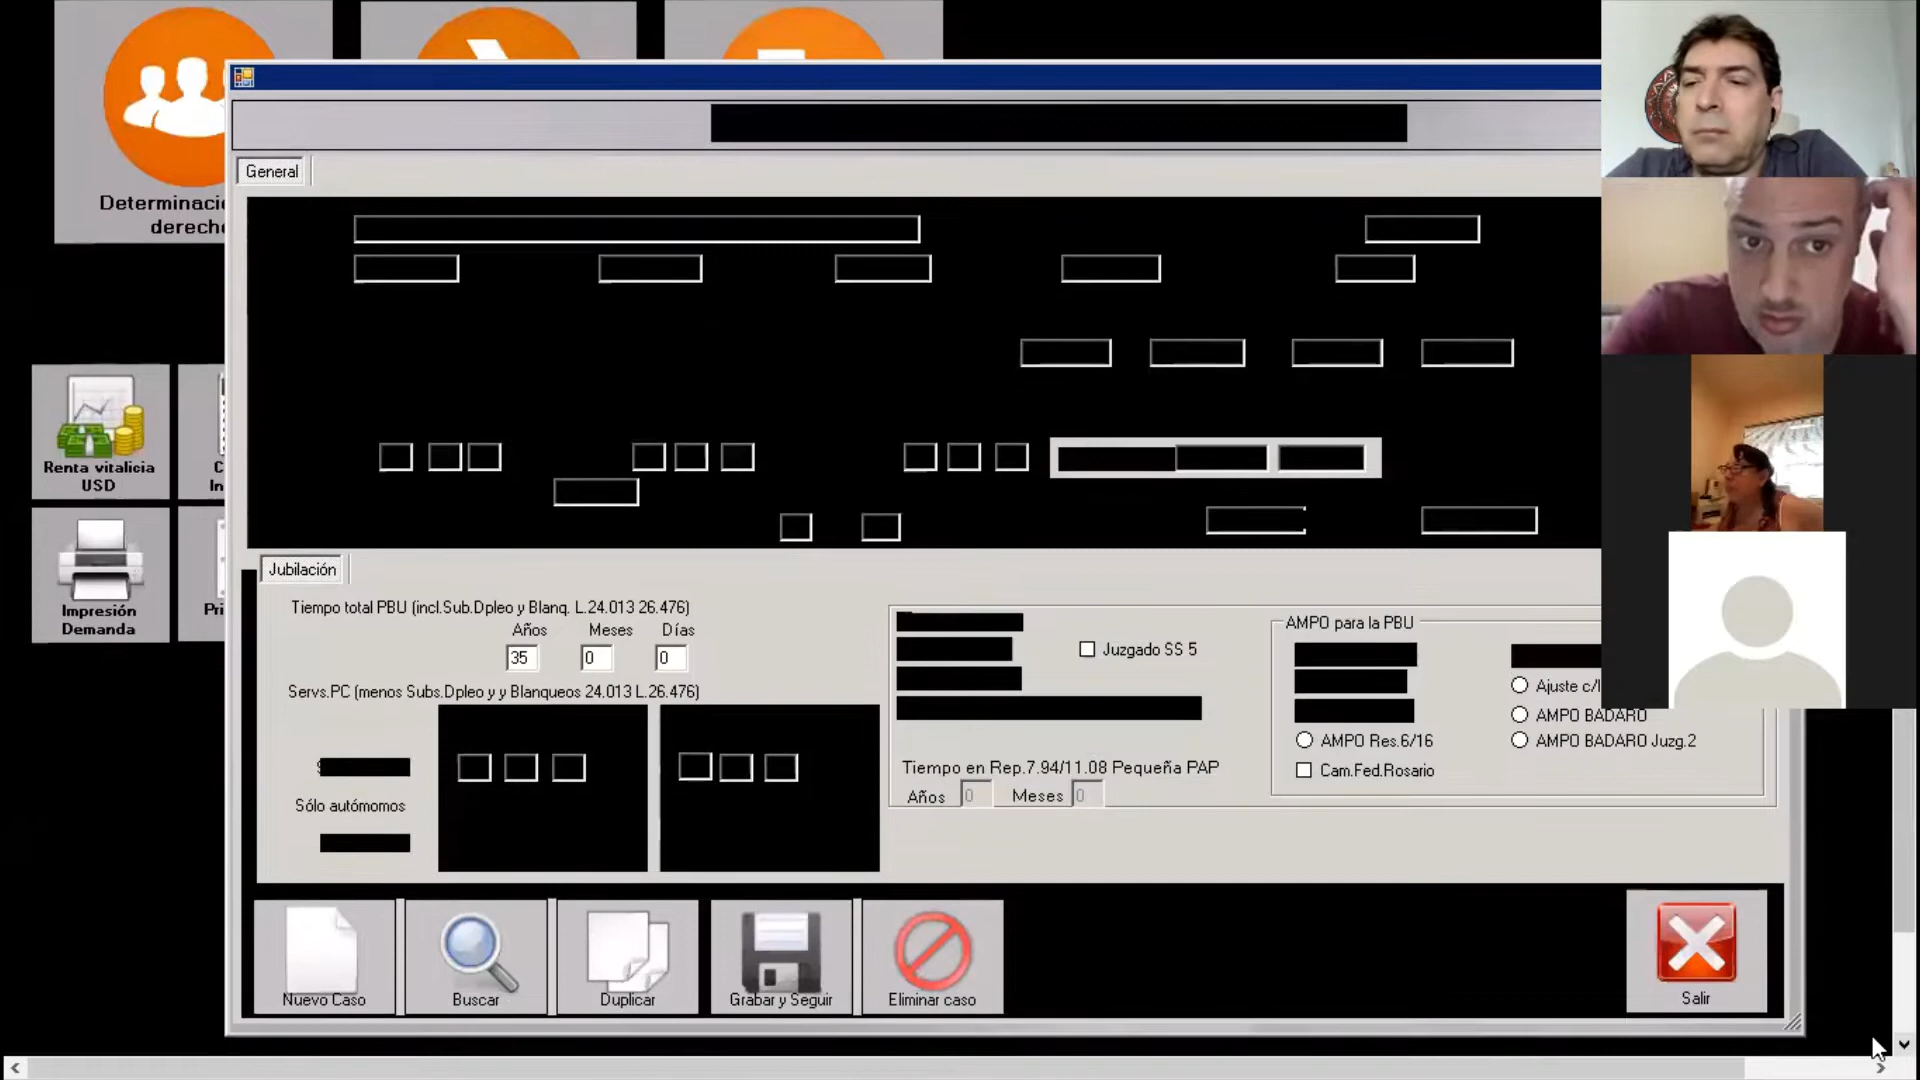 Determinaci
derech
General
Renta vitalicia
USD
C
In
Impresión
Demanda
Pri
Jubilación
Tiempo total PBU (incl.Sub.Dpleo y Blanq. L.24.013 26.476)
Años Meses Días
35 0 0
Servs.PC (menos Subs.Dpleo y y Blanqueos 24.013 L.26.476)
Sólo autómomos
Juzgado SS 5
Tiempo en Rep.7.94/11.08 Pequeña PAP
Años 0 Meses 0
AMPO para la PBU
Ajuste c/I
AMPO BADARO
AMPO Res.6/16
AMPO BADARO Juzg.2
Cam.Fed.Rosario
Nuevo Caso
Buscar
Duplicar
Grabar y Seguir
Eliminar caso
Salir